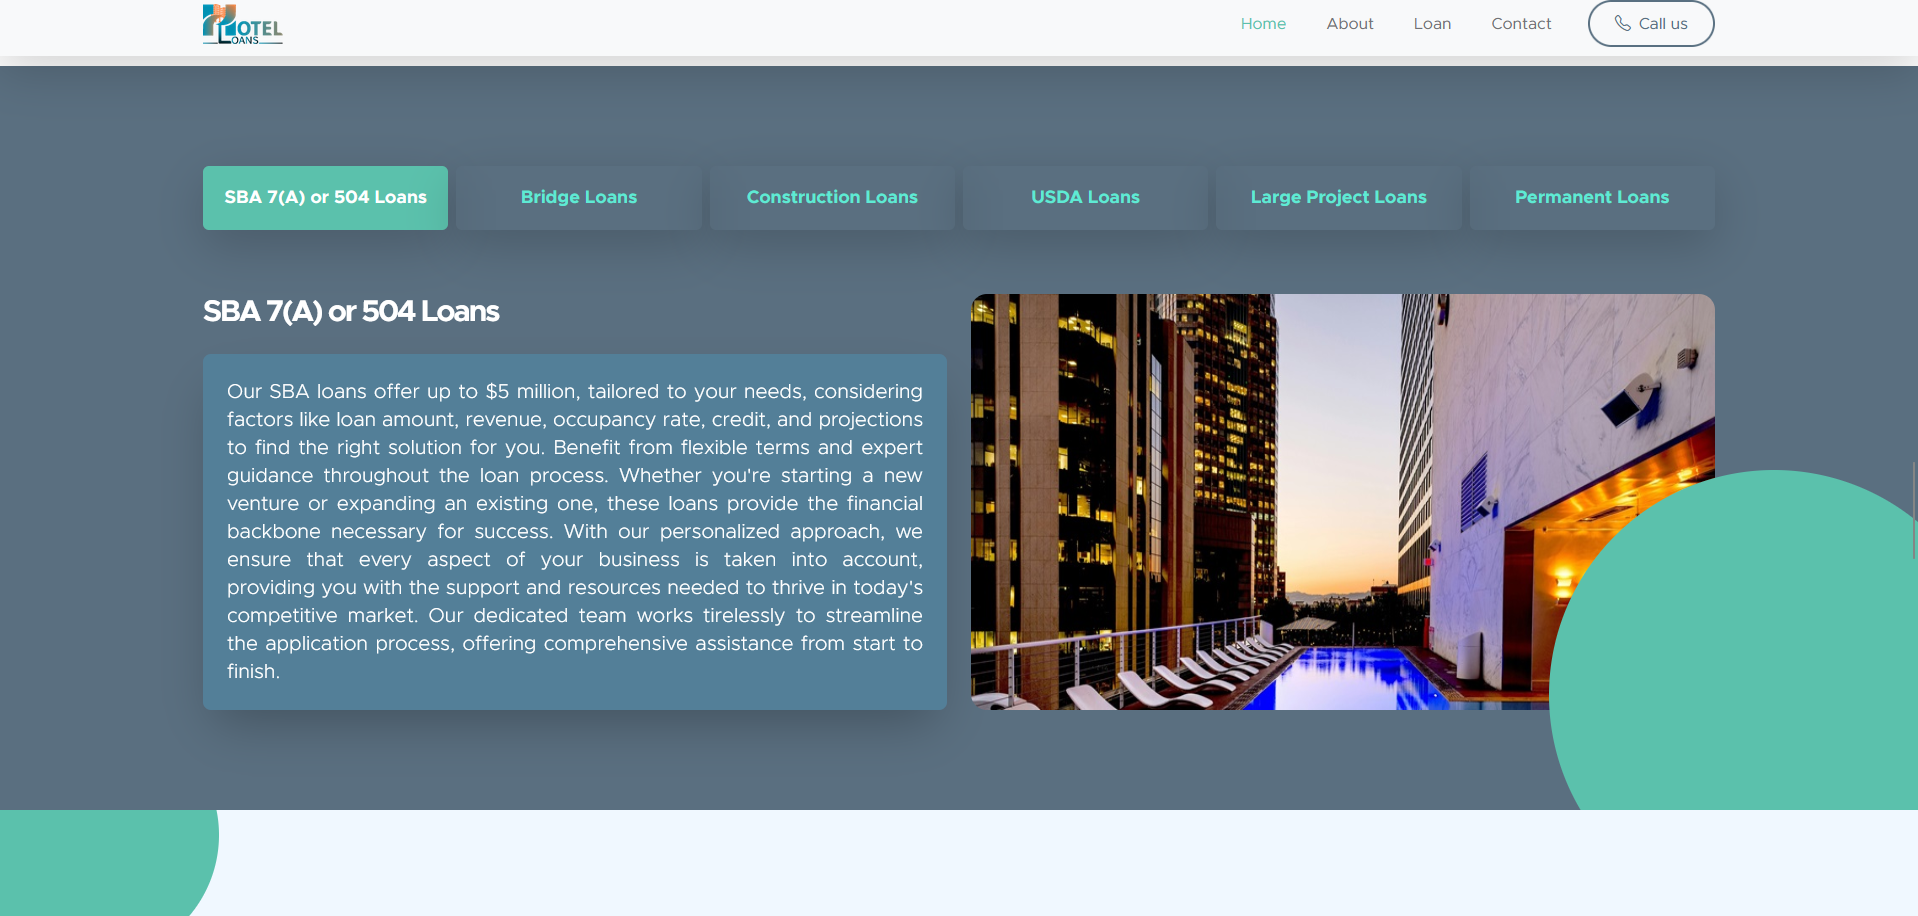 HOTEL
LOANS
Home
About
Loan
Contact
Call us
SBA 7(A) or 504 Loans
Bridge Loans
Construction Loans
USDA Loans
Large Project Loans
Permanent Loans
SBA 7(A) or 504 Loans
Our SBA loans offer up to $5 million, tailored to your needs, considering
factors like loan amount, revenue, occupancy rate, credit, and projections
to find the right solution for you. Benefit from flexible terms and expert
guidance throughout the loan process. Whether you're starting a new
venture or expanding an existing one, these loans provide the financial
backbone necessary for success. With our personalized approach, we
ensure that every aspect of your business is taken into account,
providing you with the support and resources needed to thrive in today's
competitive market. Our dedicated team works tirelessly to streamline
the application process, offering comprehensive assistance from start to
finish.